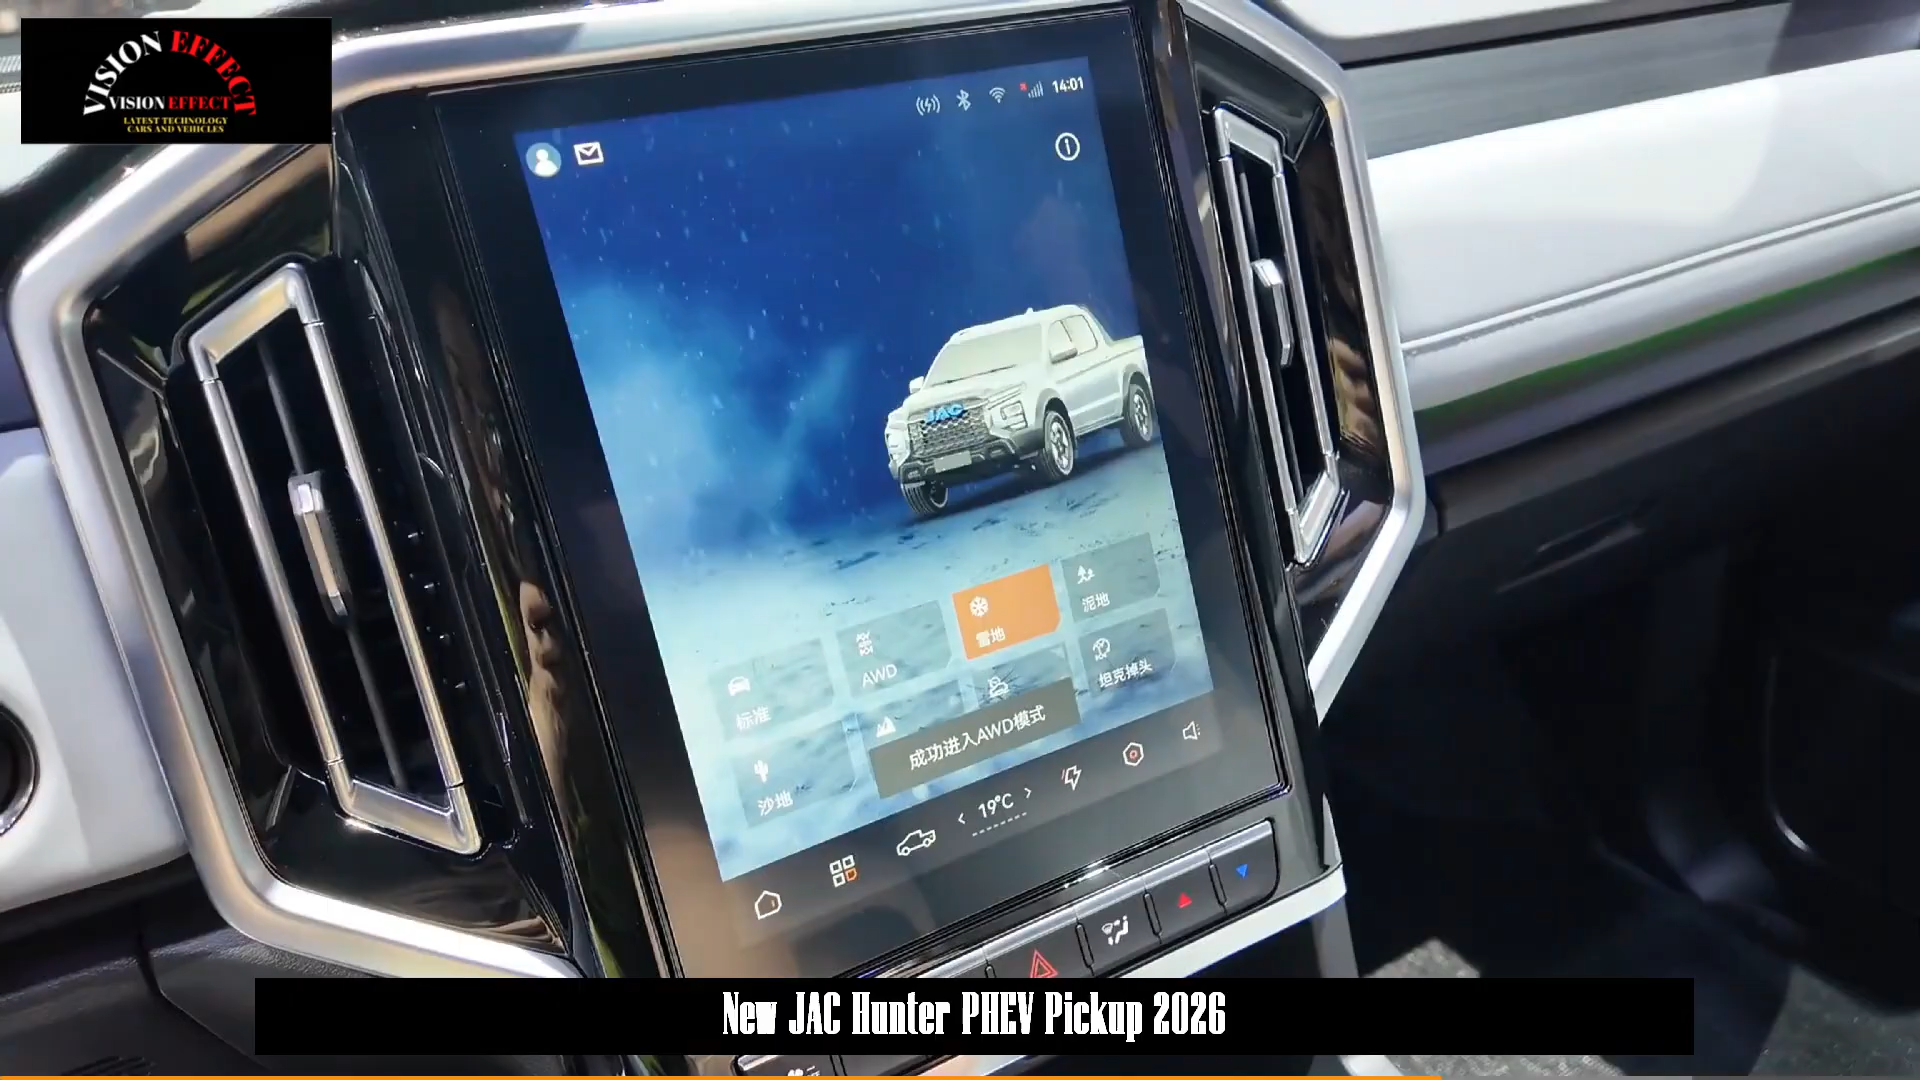 VISION EFFECT
VISION EFFECT
LATEST TECHNOLOGY
CARS AND VEHICLES
14:01
JAC
标准
AWD
雪地
泥地
沙地
坦克掉头
成功进入AWD模式
19°C
New JAC Hunter PHEV Pickup 2026